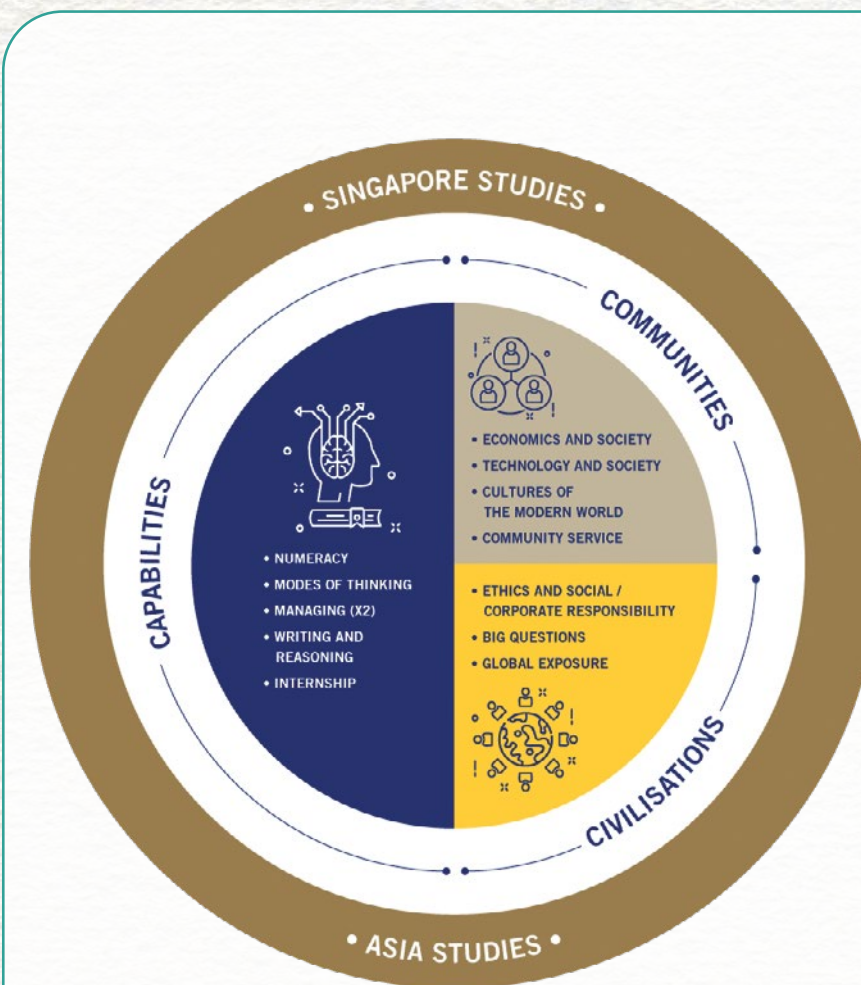 • SINGAPORE STUDIES •
COMMUNITIES
CAPABILITIES
• ECONOMICS AND SOCIETY
• TECHNOLOGY AND SOCIETY
• CULTURES OF
THE MODERN WORLD
• COMMUNITY SERVICE
• NUMERACY
• MODES OF THINKING
• MANAGING (X2)
• WRITING AND
REASONING
• INTERNSHIP
• ETHICS AND SOCIAL /
CORPORATE RESPONSIBILITY
• BIG QUESTIONS
• GLOBAL EXPOSURE
CIVILISATIONS
• ASIA STUDIES •